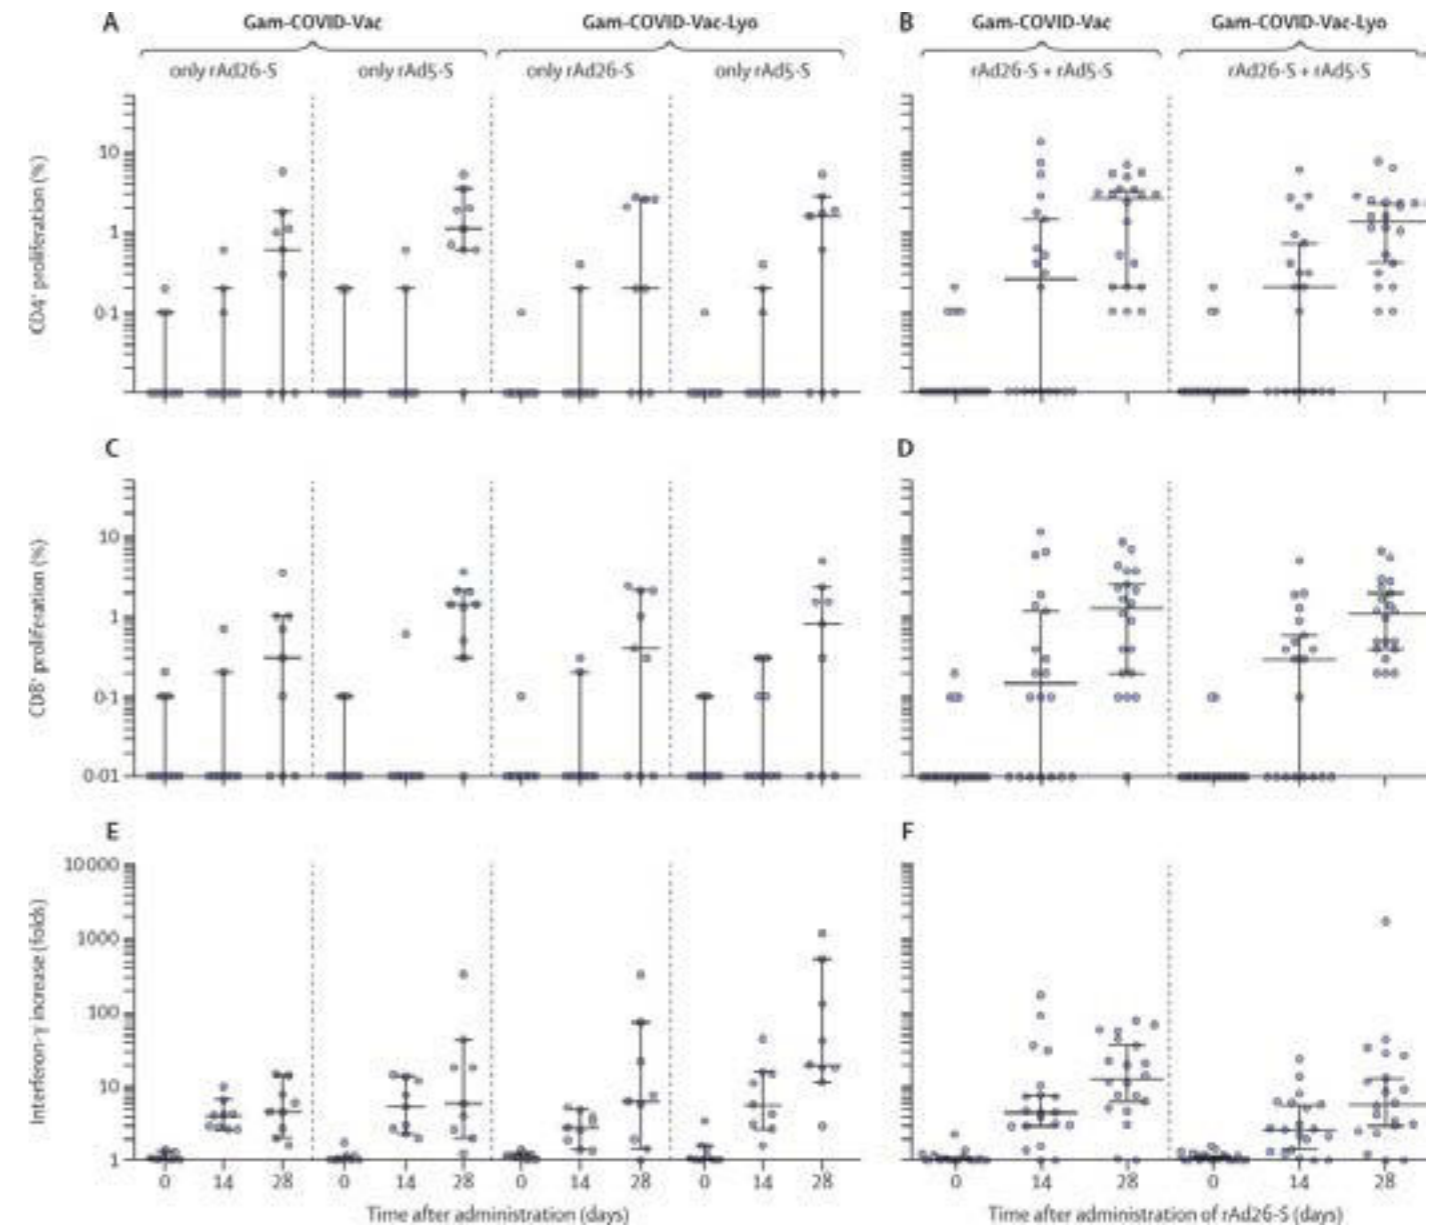 A Gam-COVID-Vac Gam-COVID-Vac-Lyo B Gam-COVID-Vac Gam-COVID-Vac-Lyo
only rAd26-S only rAd5-S only rAd26-S only rAd5-S rAd26-S + rAd5-S rAd26-S + rAd5-S
CD4⁺ proliferation (%)
10
1
0·1
C D
CD8⁺ proliferation (%)
10
1
0·1
0·01
E F
Interferon-γ increase (folds)
10 000
1000
100
10
1
0 14 28 0 14 28 0 14 28 0 14 28 0 14 28 0 14 28
Time after administration (days) Time after administration of rAd26-S (days)